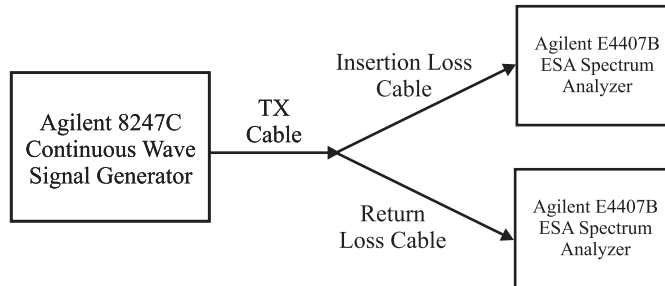 Agilent 8247C
Continuous Wave
Signal Generator
TX
Cable
Insertion Loss
Cable
Return
Loss Cable
Agilent E4407B
ESA Spectrum
Analyzer
Agilent E4407B
ESA Spectrum
Analyzer